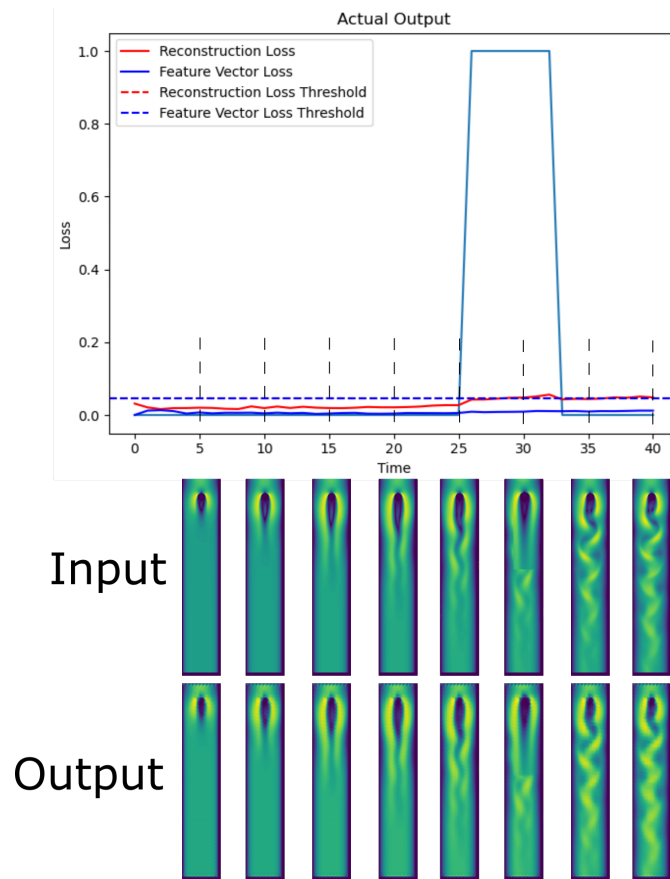 Actual Output
Reconstruction Loss
Feature Vector Loss
Reconstruction Loss Threshold
Feature Vector Loss Threshold
Loss
1.0
0.8
0.6
0.4
0.2
0.0
0 5 10 15 20 25 30 35 40
Time
Input
Output